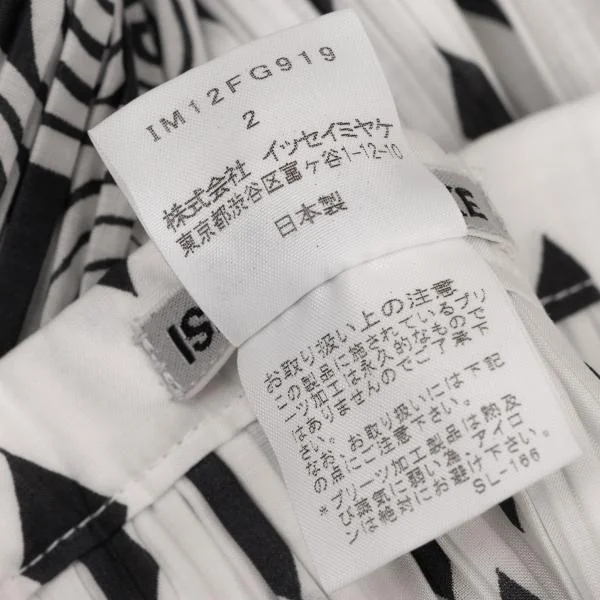 IM12FG919
2
株式会社 イッセイミヤケ
東京都渋谷区富ヶ谷1-12-10
日本製
IS
EE
お取り扱い上の注意
この製品に施されているプリ
ーツ加工は永久的なもので
はありませんのでご了承下
さい。
なお、お取り扱いには下記
の点にご注意下さい。
*プリーツ加工製品は熱及
び蒸気に弱い為、アイロ
ンは絶対にお避け下さい。
SL-166